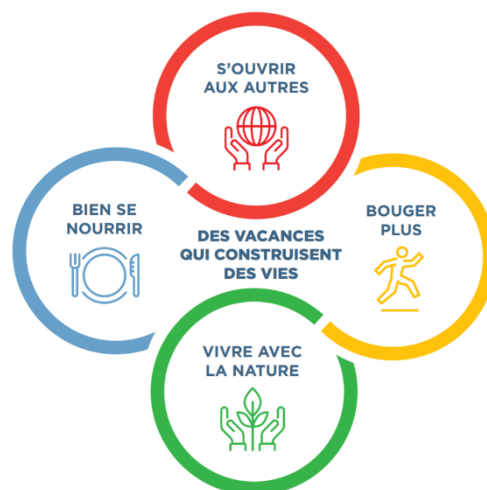 S'OUVRIR
AUX AUTRES
BIEN SE
NOURRIR
BOUGER
PLUS
DES VACANCES
QUI CONSTRUISENT
DES VIES
VIVRE AVEC
LA NATURE